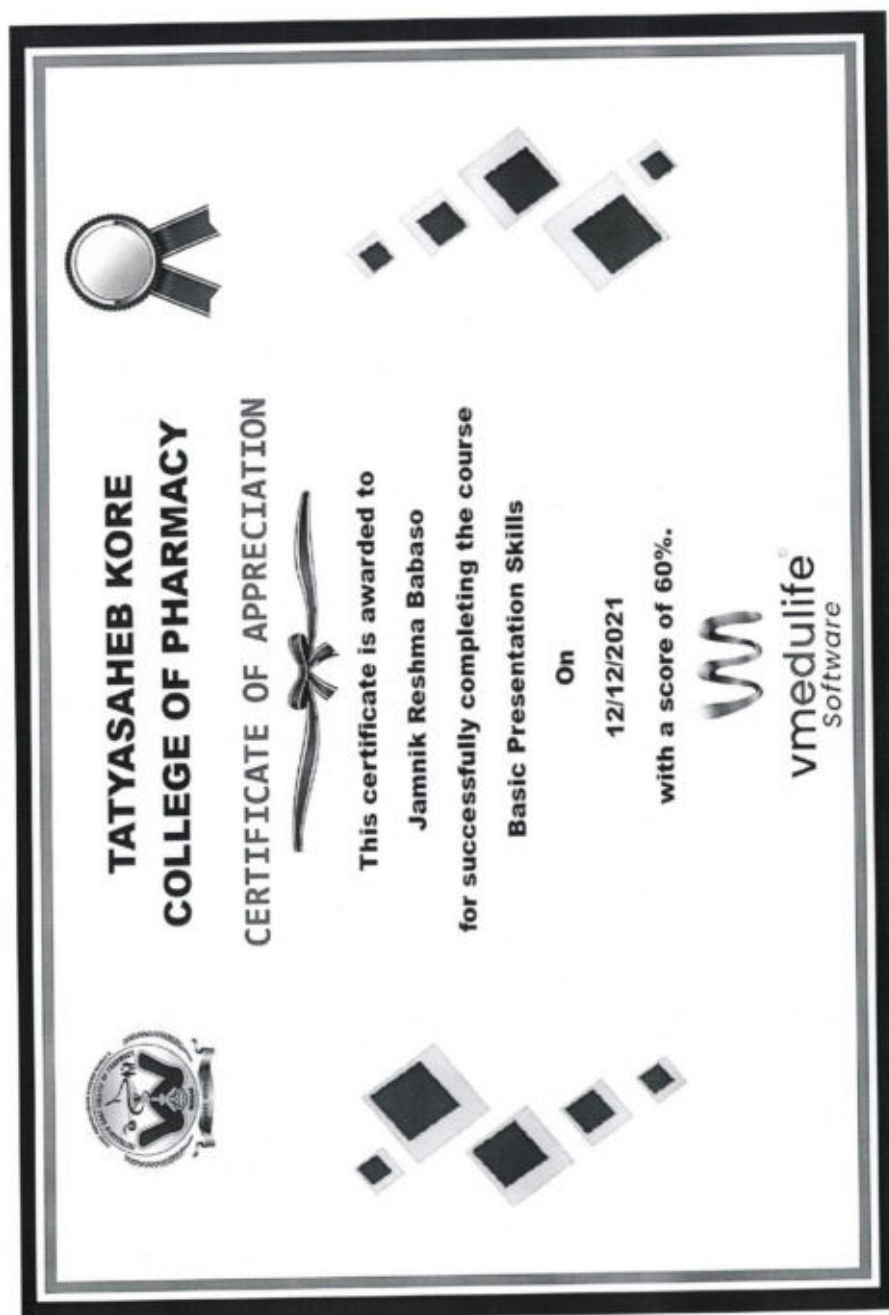 TATYASAHEB KORE
COLLEGE OF PHARMACY
CERTIFICATE OF APPRECIATION
This certificate is awarded to
Jamnik Reshma Babaso
for successfully completing the course
Basic Presentation Skills
On
12/12/2021
with a score of 60%.
vmedulife
Software